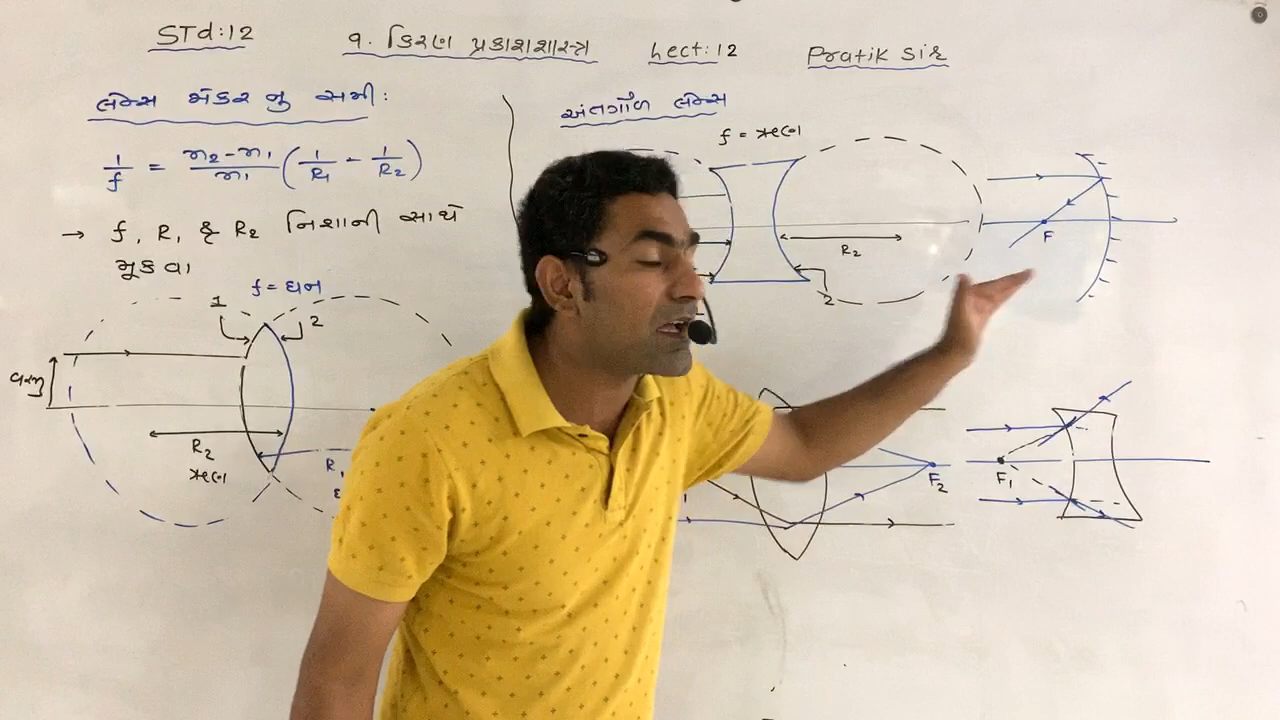 STd:12
૧. કિરણ પ્રકાશશાસ્ત્ર
Lect:12
Pratik Sir
લેન્સ મેકર નુ સમી:
1/f = n₂-n₁/n₁ (1/R₁ - 1/R₂)
→ f, R, & R₂ નિશાની સાથે
મૂકવા
f = ધન
1
2
વસ્તુ
R₂
ઋણ
R₁
અંતર્ગોળ લેન્સ
f = ઋણ
R₂
2
F
F₂
F₁